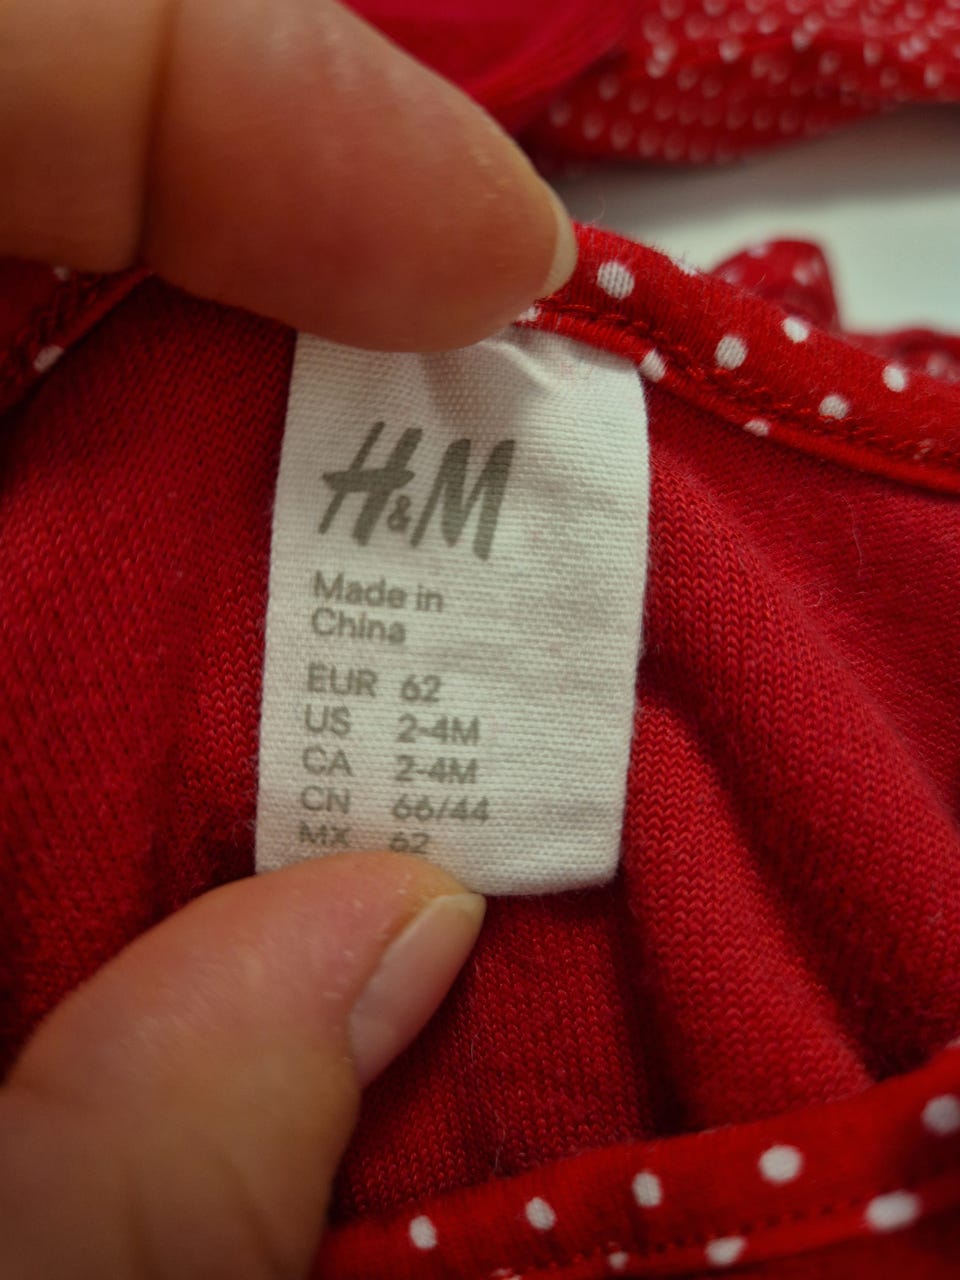 H&M
Made in
China
EUR 62
US 2-4M
CA 2-4M
CN 66/44
MX 62